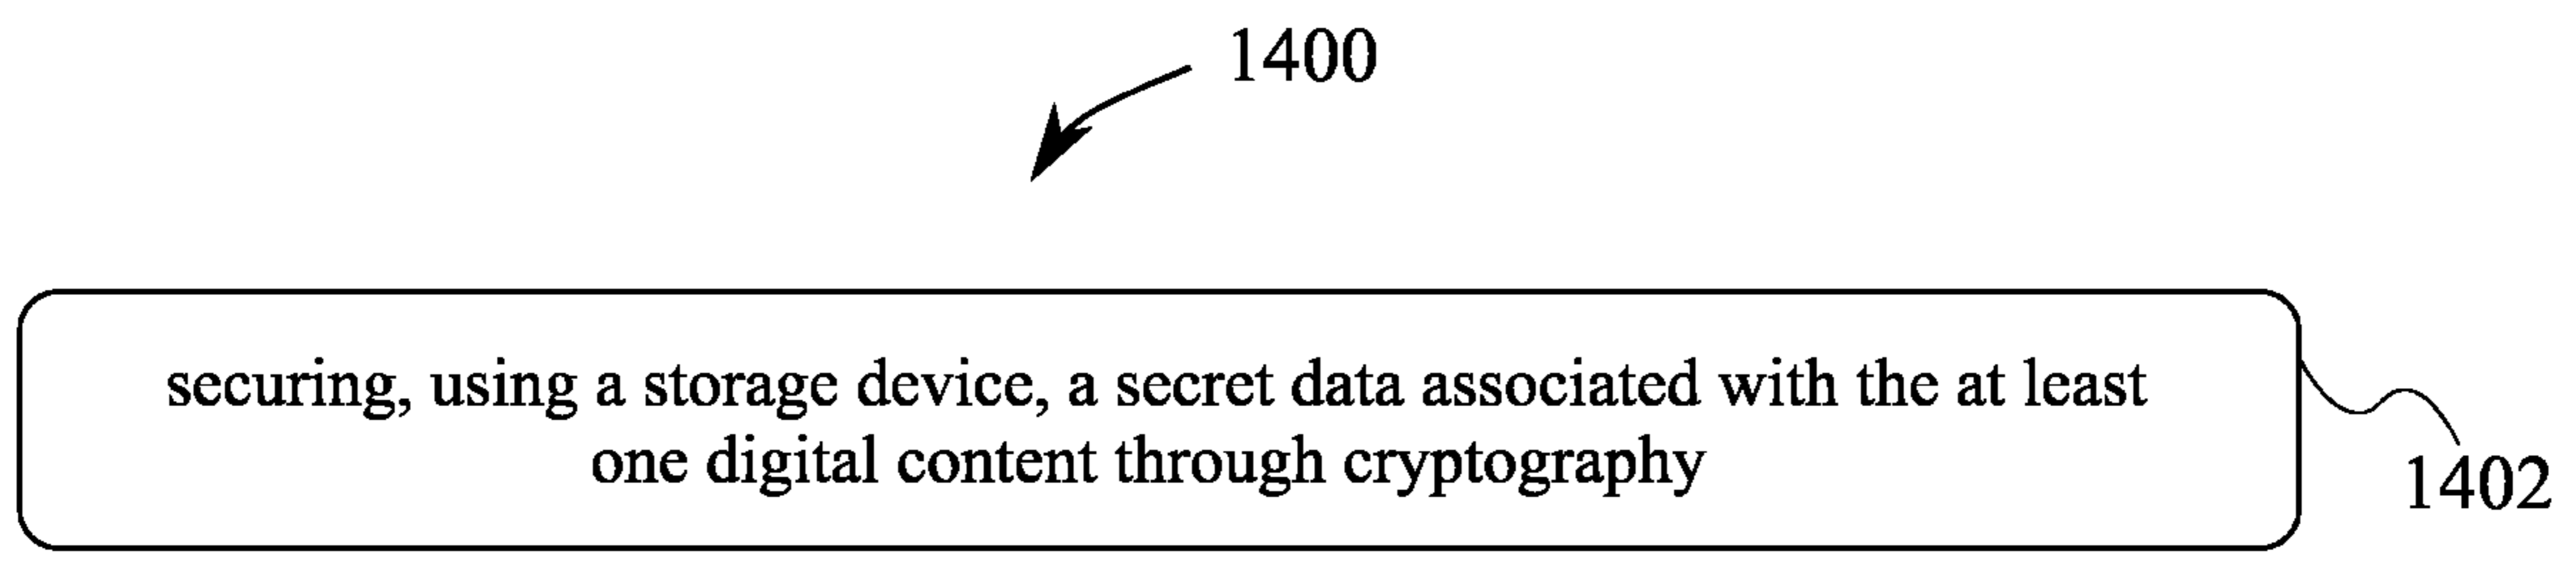 1400
securing, using a storage device, a secret data associated with the at least
one digital content through cryptography
1402